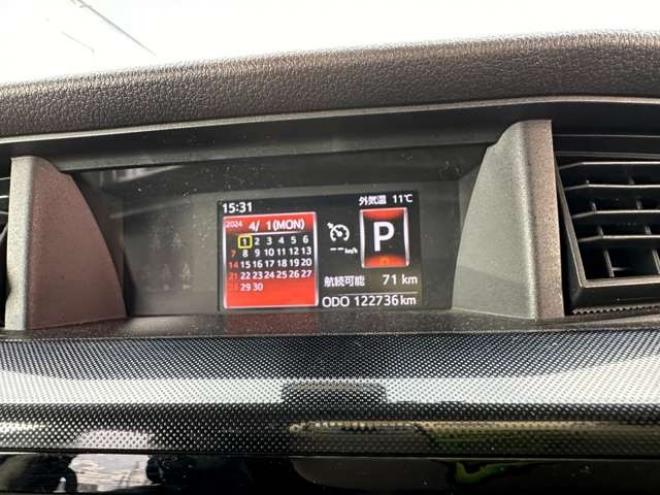 15:31 外気温 11℃
2024 4/ 1(MON)
1 2 3 4 5 6
7 8 9 10 11 12 13
14 15 16 17 18 19 20
21 22 23 24 25 26 27
28 29 30
P
-- km/h
航続可能 71 km
ODO 122736 km